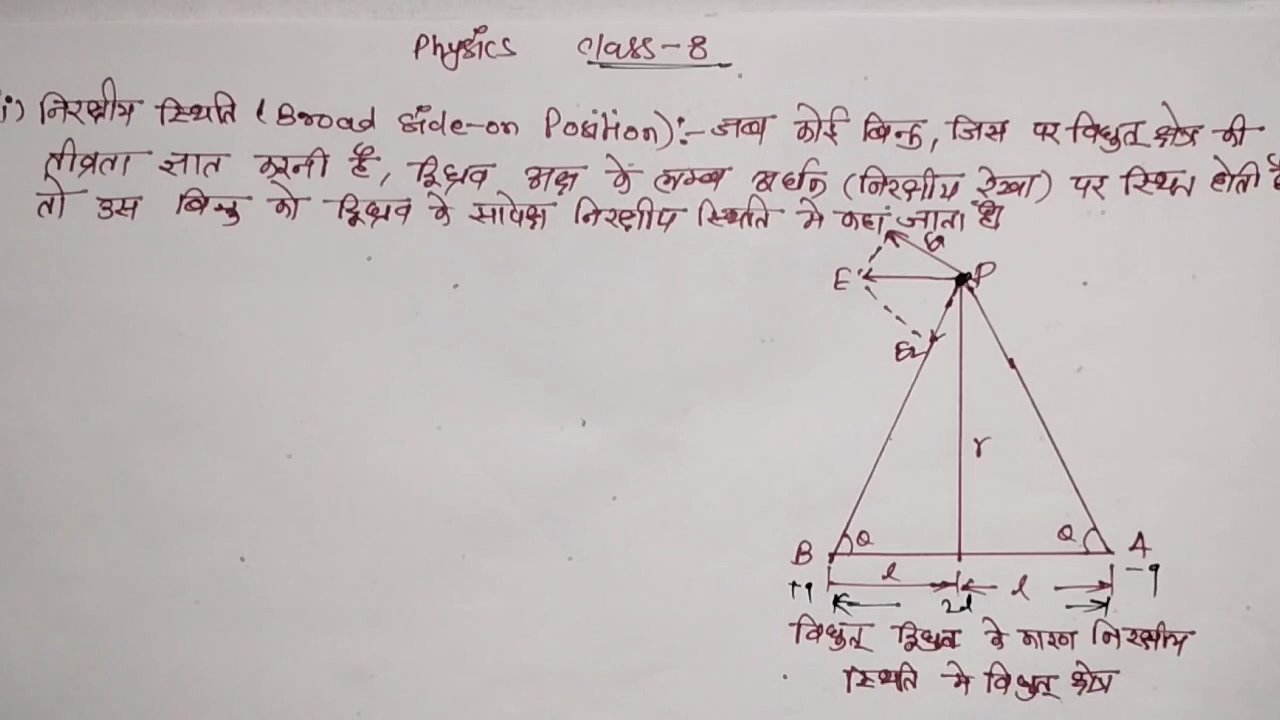 Physics Class-8
i) निरक्षीय स्थिति (Broad Side-on Position):- जब कोई बिन्दु, जिस पर विधुत् क्षेत्र की
तीव्रता ज्ञात करनी है, द्विध्रुव अक्ष के लम्ब अर्धक (निरक्षीय रेखा) पर स्थित होती है
तो उस बिन्दु को द्विध्रुव के सापेक्ष निरक्षीय स्थिति मे कहां जाता है।
E P
E2
r
B θ θ A
+q l l -q
2l
विधुत् द्विध्रुव के कारण निरक्षीय
स्थिति मे विधुत् क्षेत्र